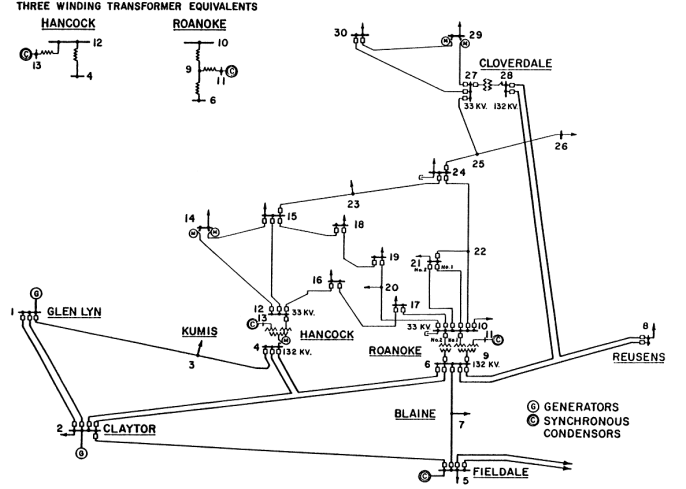 THREE WINDING TRANSFORMER EQUIVALENTS
HANCOCK
ROANOKE
C
13
12
4
10
9
C
11
6
30
29
M
M
CLOVERDALE
27
28
33 KV.
132 KV.
26
25
24
C
23
14
M
M
15
18
19
22
21
No. 2
No. 1
16
20
17
12
33 KV.
13
C
HANCOCK
M
4
132 KV.
G
1
GLEN LYN
KUMIS
3
33 KV
10
No.2
No.1
11
C
ROANOKE
9
6
132 KV.
8
REUSENS
BLAINE
7
G GENERATORS
C SYNCHRONOUS
CONDENSORS
2
CLAYTOR
G
C
5
FIELDALE